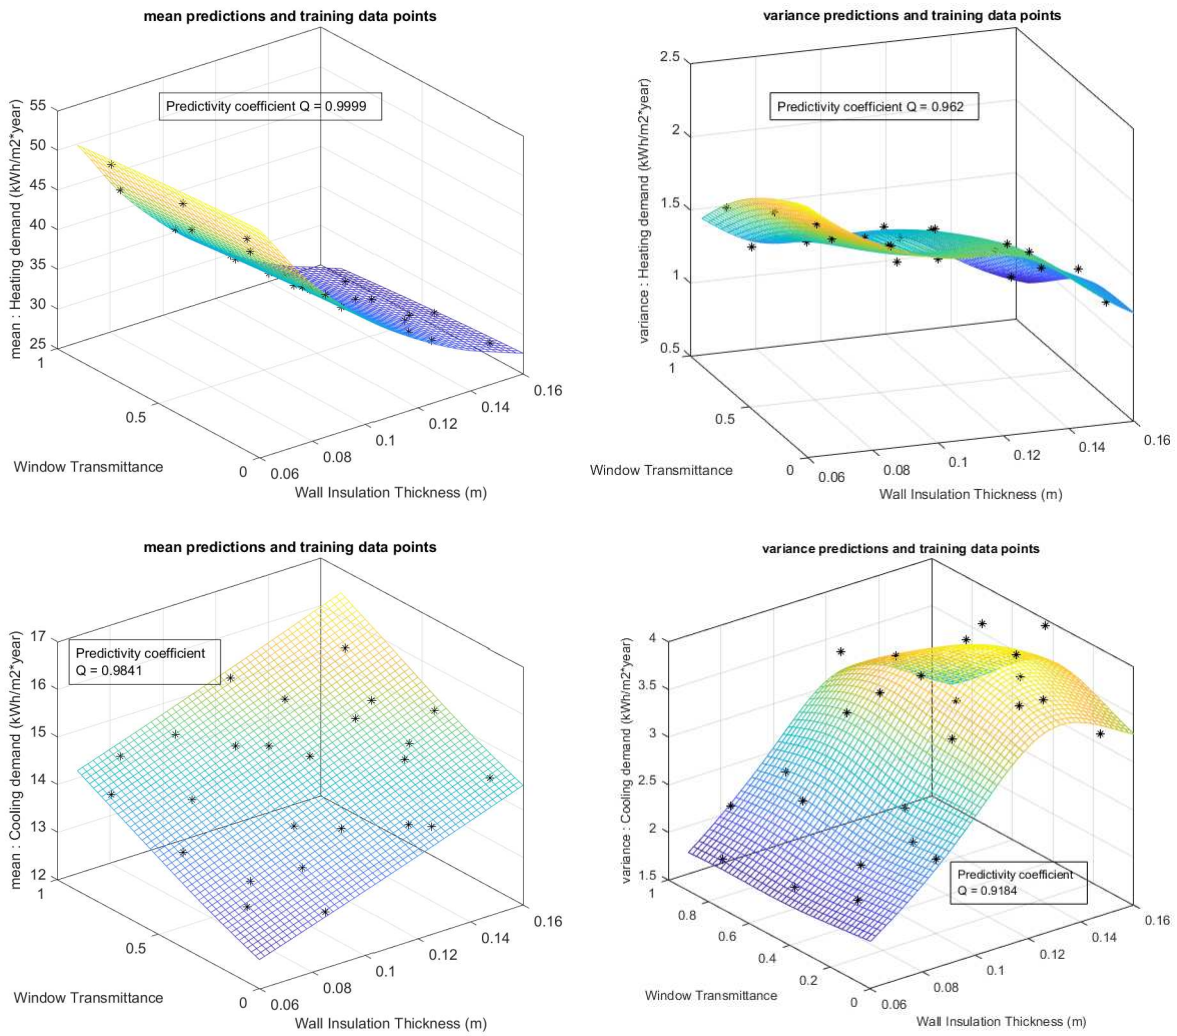 mean predictions and training data points
Predictivity coefficient Q = 0.9999
mean : Heating demand (kWh/m2*year)
55
50
45
40
35
30
25
1
0.5
0
Window Transmittance
0.06
0.08
0.1
0.12
0.14
0.16
Wall Insulation Thickness (m)
variance predictions and training data points
Predictivity coefficient Q = 0.962
variance : Heating demand (kWh/m2*year)
2.5
2
1.5
1
0.5
1
0.5
0
Window Transmittance
0.06
0.08
0.1
0.12
0.14
0.16
Wall Insulation Thickness (m)
mean predictions and training data points
Predictivity coefficient
Q = 0.9841
mean : Cooling demand (kWh/m2*year)
17
16
15
14
13
12
1
0.5
0
Window Transmittance
0.06
0.08
0.1
0.12
0.14
0.16
Wall Insulation Thickness (m)
variance predictions and training data points
variance : Cooling demand (kWh/m2*year)
4
3.5
3
2.5
2
1.5
Predictivity coefficient
Q = 0.9184
1
0.8
0.6
0.4
0.2
0
Window Transmittance
0.06
0.08
0.1
0.12
0.14
0.16
Wall Insulation Thickness (m)